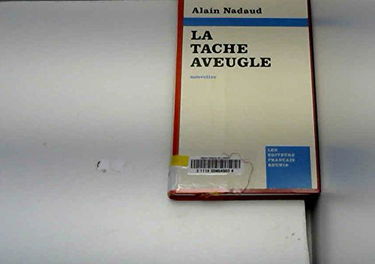 Alain Nadaud
LA
TACHE
AVEUGLE
nouvelles
LES
EDITEURS
FRANÇAIS
REUNIS